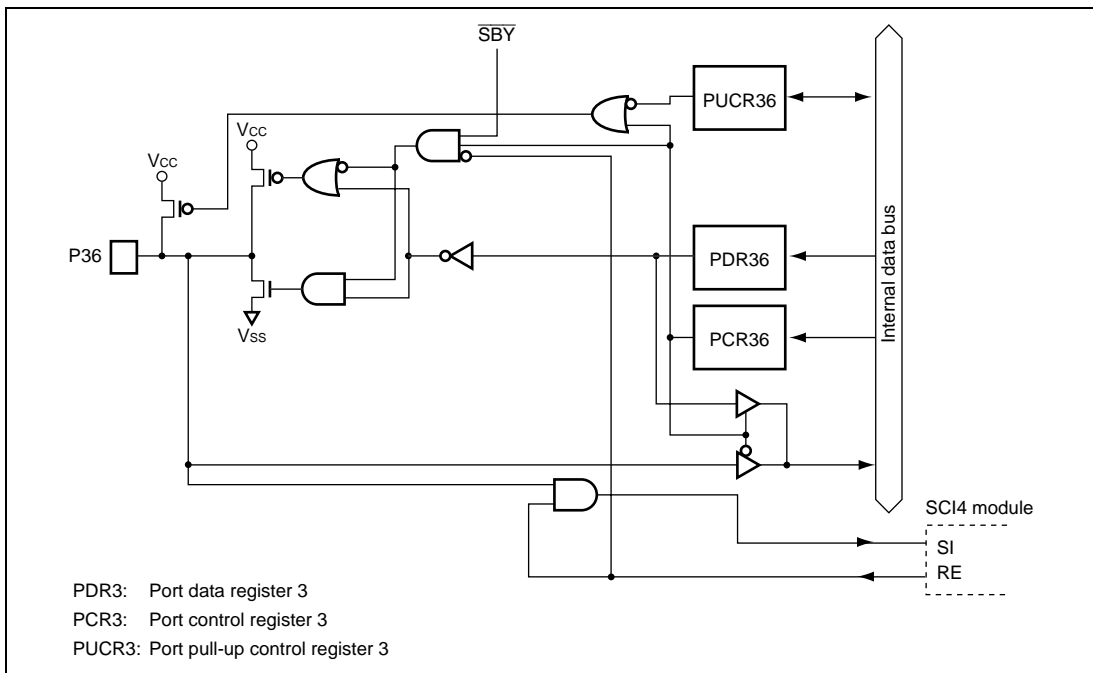 SBY
PUCR36
VCC
VCC
P36
PDR36
Internal data bus
VSS
PCR36
SCI4 module
SI
RE
PDR3: Port data register 3
PCR3: Port control register 3
PUCR3: Port pull-up control register 3